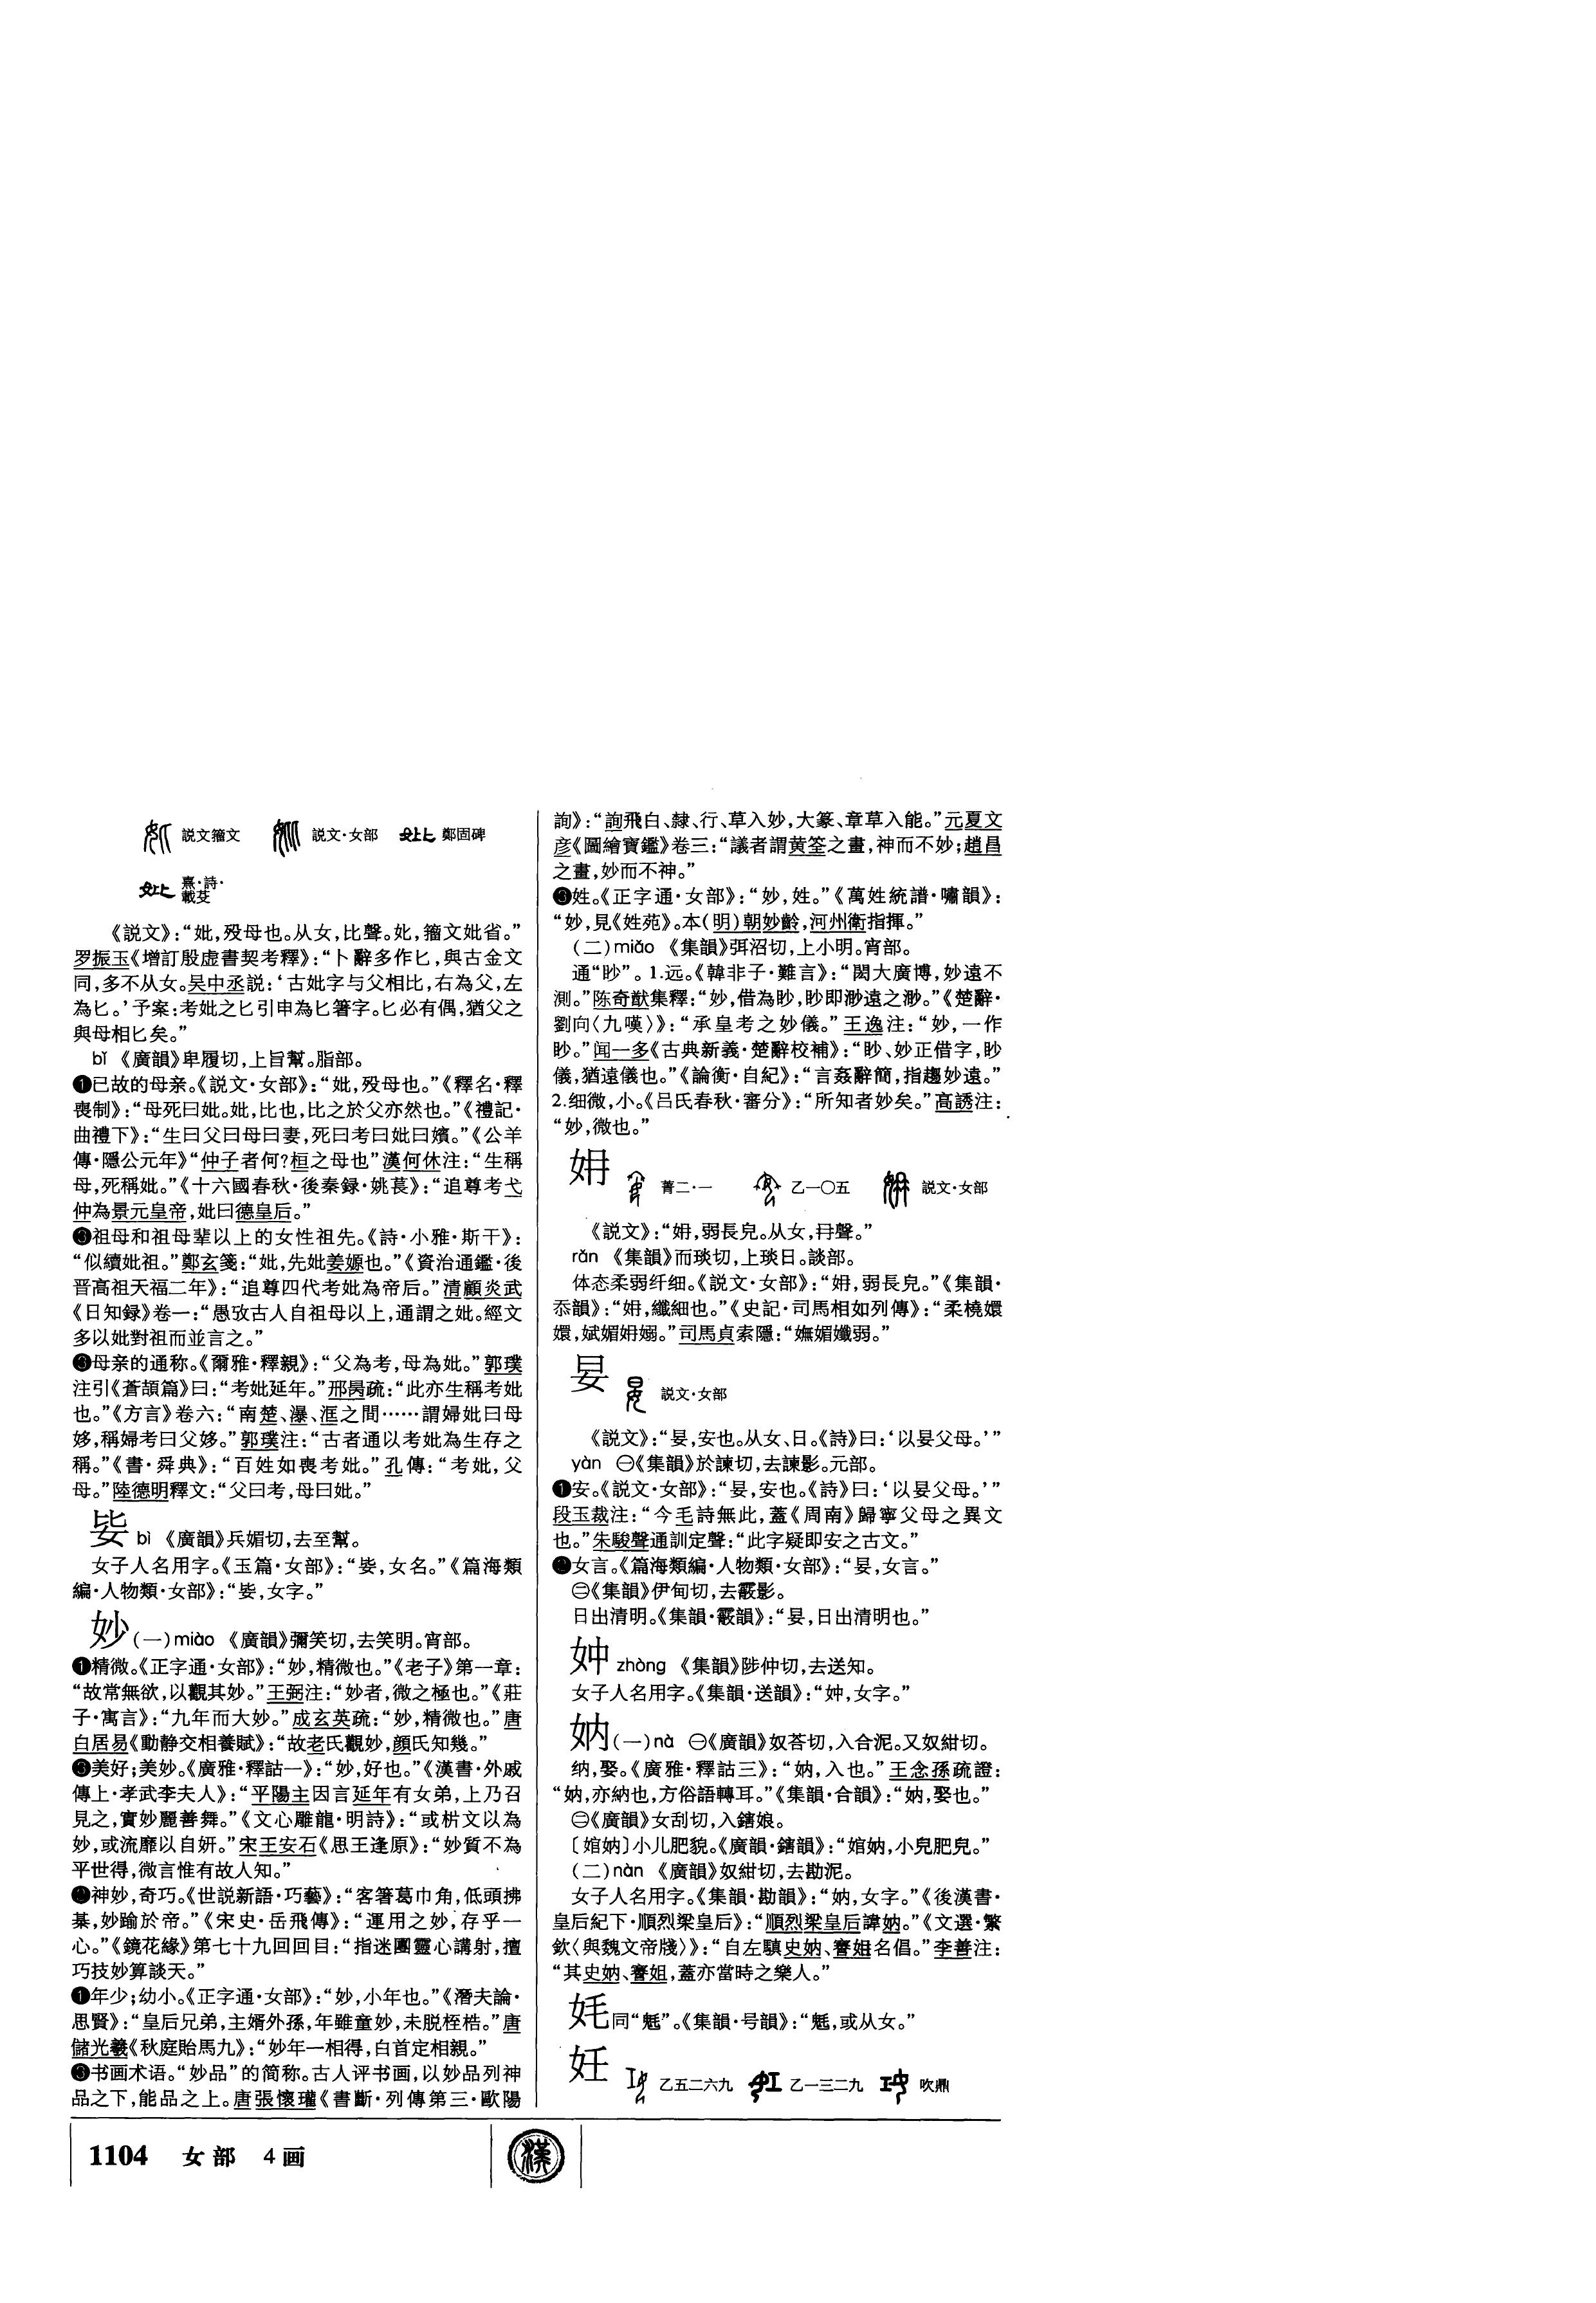 説文籀文 説文·女部 鄭固碑
熹·詩·
載芟
《説文》：“妣，殁母也。从女，比聲。𡚧，籀文妣省。”
罗振玉《增訂殷虚書契考釋》：“卜辭多作匕，與古金文
同，多不从女。吴中丞説：‘古妣字与父相比，右為父，左
為匕。’予案：考妣之匕引申為匕箸字。匕必有偶，猶父之
與母相匕矣。”
bǐ 《廣韻》卑履切，上旨幫。脂部。
❶已故的母亲。《説文·女部》：“妣，殁母也。”《釋名·釋
喪制》：“母死曰妣。妣，比也，比之於父亦然也。”《禮記·
曲禮下》：“生曰父曰母曰妻，死曰考曰妣曰嬪。”《公羊
傳·隱公元年》“仲子者何?桓之母也”漢何休注：“生稱
母，死稱妣。”《十六國春秋·後秦録·姚萇》：“追尊考弋
仲為景元皇帝，妣曰德皇后。”
祖母和祖母辈以上的女性祖先。《詩·小雅·斯干》：
“似續妣祖。”鄭玄箋：“妣，先妣姜嫄也。”《資治通鑑·後
晋高祖天福二年》：“追尊四代考妣為帝后。”清顧炎武
《日知録》卷一：“愚攷古人自祖母以上，通謂之妣。經文
多以妣對祖而並言之。”
❸母亲的通称。《爾雅·釋親》：“父為考，母為妣。”郭璞
注引《蒼頡篇》曰：“考妣延年。”邢昺疏：“此亦生稱考妣
也。”《方言》卷六：“南楚、瀑、洭之間……謂婦妣曰母
㛐，稱婦考曰父㛐。”郭璞注：“古者通以考妣為生存之
稱。”《書·舜典》：“百姓如喪考妣。”孔傳：“考妣，父
母。”陸德明釋文：“父曰考，母曰妣。”
㚰 bì 《廣韻》兵媚切，去至幫。
女子人名用字。《玉篇·女部》：“㚰，女名。”《篇海類
編·人物類·女部》：“㚰，女字。”
妙(一)miào 《廣韻》彌笑切，去笑明。宵部。
❶精微。《正字通·女部》：“妙，精微也。”《老子》第一章：
“故常無欲，以觀其妙。”王弼注：“妙者，微之極也。”《莊
子·寓言》：“九年而大妙。”成玄英疏：“妙，精微也。”唐
白居易《動静交相養賦》：“故老氏觀妙，顔氏知幾。”
美好；美妙。《廣雅·釋詁一》：“妙，好也。”《漢書·外戚
傳上·孝武李夫人》：“平陽主因言延年有女弟，上乃召
見之，實妙麗善舞。”《文心雕龍·明詩》：“或析文以為
妙，或流靡以自妍。”宋王安石《思王逢原》：“妙質不為
平世得，微言惟有故人知。”
神妙，奇巧。《世説新語·巧藝》：“客箸葛巾角，低頭拂
棊，妙踰於帝。”《宋史·岳飛傳》：“運用之妙，存乎一
心。”《鏡花緣》第七十九回回目：“指迷團靈心講射，擅
巧技妙算談天。”
年少；幼小。《正字通·女部》：“妙，小年也。”《潛夫論·
思賢》：“皇后兄弟，主婿外孫，年雖童妙，未脱桎梏。”唐
儲光羲《秋庭貽馬九》：“妙年一相得，白首定相親。”
书画术语。“妙品”的简称。古人评书画，以妙品列神
品之下，能品之上。唐張懷瓘《書斷·列傳第三·歐陽
詢》：“詢飛白、隸、行、草入妙，大篆、章草入能。”元夏文
彦《圖繪寶鑑》卷三：“議者謂黄筌之畫，神而不妙；趙昌
之畫，妙而不神。”
姓。《正字通·女部》：“妙，姓。”《萬姓統譜·嘯韻》：
“妙，見《姓苑》。本(明)朝妙齡，河州衛指揮。”
(二)miǎo 《集韻》弭沼切，上小明。宵部。
通“眇”。1.远。《韓非子·難言》：“閎大廣博，妙遠不
測。”陈奇猷集釋：“妙，借為眇，眇即渺遠之渺。”《楚辭·
劉向〈九嘆〉》：“承皇考之妙儀。”王逸注：“妙，一作
眇。”闻一多《古典新義·楚辭校補》：“眇、妙正借字，眇
儀，猶遠儀也。”《論衡·自紀》：“言姦辭簡，指趨妙遠。”
2.细微，小。《吕氏春秋·審分》：“所知者妙矣。”高誘注：
“妙，微也。”
姌 菁二·一 乙一〇五 説文·女部
《説文》：“姌，弱長皃。从女，冄聲。”
rǎn 《集韻》而琰切，上琰日。談部。
体态柔弱纤细。《説文·女部》：“姌，弱長皃。”《集韻·
忝韻》：“姌，纖細也。”《史記·司馬相如列傳》：“柔橈嬛
嬛，斌媚姌嫋。”司馬貞索隱：“嫵媚孅弱。”
妟 説文·女部
《説文》：“妟，安也。从女、日。《詩》曰：‘以妟父母。’”
yàn ㊀《集韻》於諫切，去諫影。元部。
❶安。《説文·女部》：“妟，安也。《詩》曰：‘以妟父母。’”
段玉裁注：“今毛詩無此，蓋《周南》歸寧父母之異文
也。”朱駿聲通訓定聲：“此字疑即安之古文。”
❷女言。《篇海類編·人物類·女部》：“妟，女言。”
㊁《集韻》伊甸切，去霰影。
日出清明。《集韻·霰韻》：“妟，日出清明也。”
妕 zhòng 《集韻》陟仲切，去送知。
女子人名用字。《集韻·送韻》：“妕，女字。”
妠(一)nà ㊀《廣韻》奴荅切，入合泥。又奴紺切。
纳，娶。《廣雅·釋詁三》：“妠，入也。”王念孫疏證：
“妠，亦納也，方俗語轉耳。”《集韻·合韻》：“妠，娶也。”
㊁《廣韻》女刮切，入鎋娘。
〔婠妠〕小儿肥貌。《廣韻·鎋韻》：“婠妠，小兒肥皃。”
(二)nàn 《廣韻》奴紺切，去勘泥。
女子人名用字。《集韻·勘韻》：“妠，女字。”《後漢書·
皇后紀下·順烈梁皇后》：“順烈梁皇后諱妠。”《文選·繁
欽〈與魏文帝牋〉》：“自左騏史妠、謇姐名倡。”李善注：
“其史妠、謇姐，蓋亦當時之樂人。”
㚪同“魹”。《集韻·号韻》：“魹，或从女。”
妊 乙五二六九 乙一三二九 吹鼎
1104 女部 4画
漢